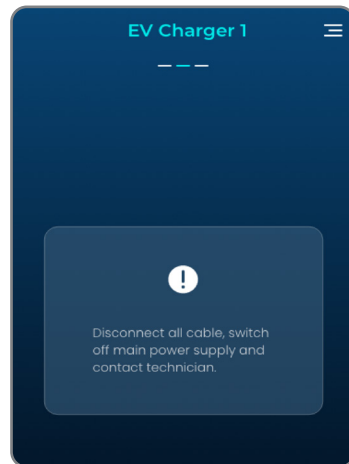 EV Charger 1
Disconnect all cable, switch
off main power supply and
contact technician.